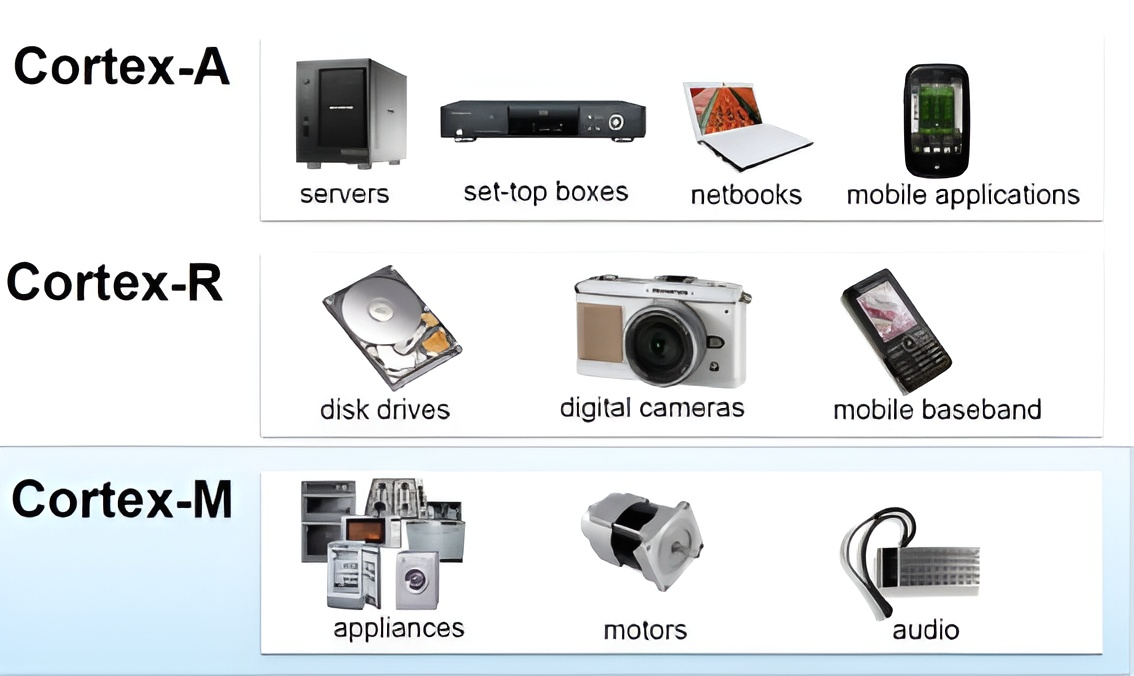 Cortex-A
servers
set-top boxes
netbooks
mobile applications
Cortex-R
disk drives
digital cameras
mobile baseband
Cortex-M
appliances
motors
audio